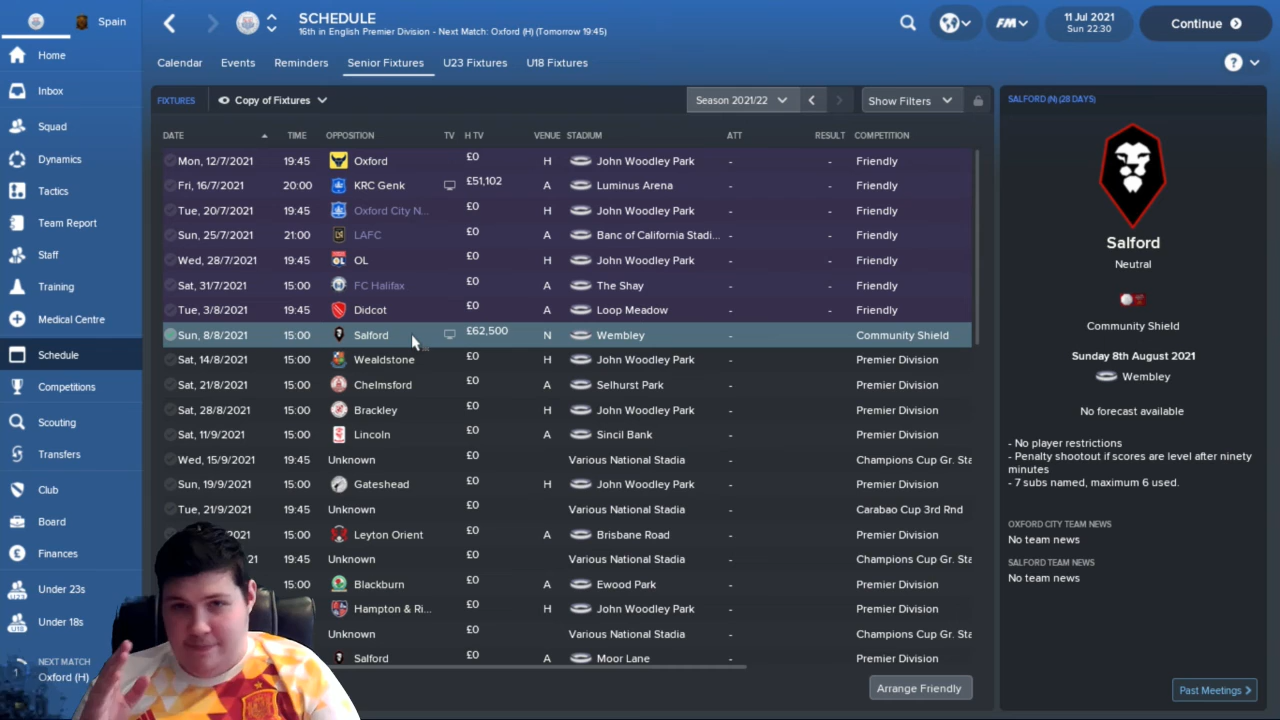 Spain
SCHEDULE
16th in English Premier Division - Next Match: Oxford (H) (Tomorrow 19:45)
FM
11 Jul 2021
Sun 22:30
Continue
Home
Inbox
Squad
Dynamics
Tactics
Team Report
Staff
Training
Medical Centre
Schedule
Competitions
Scouting
Transfers
Club
Board
Finances
Under 23s
Under 18s
NEXT MATCH
Oxford (H)
Calendar Events Reminders Senior Fixtures U23 Fixtures U18 Fixtures
?
FIXTURES Copy of Fixtures Season 2021/22 Show Filters
DATE TIME OPPOSITION TV H TV VENUE STADIUM ATT RESULT COMPETITION
Mon, 12/7/2021 19:45 Oxford £0 H John Woodley Park - - Friendly
Fri, 16/7/2021 20:00 KRC Genk £51,102 A Luminus Arena - - Friendly
Tue, 20/7/2021 19:45 Oxford City N... £0 H John Woodley Park - - Friendly
Sun, 25/7/2021 21:00 LAFC £0 A Banc of California Stadi... - - Friendly
Wed, 28/7/2021 19:45 OL £0 H John Woodley Park - - Friendly
Sat, 31/7/2021 15:00 FC Halifax £0 A The Shay - - Friendly
Tue, 3/8/2021 19:45 Didcot £0 A Loop Meadow - - Friendly
Sun, 8/8/2021 15:00 Salford £62,500 N Wembley - - Community Shield
Sat, 14/8/2021 15:00 Wealdstone £0 H John Woodley Park - - Premier Division
Sat, 21/8/2021 15:00 Chelmsford £0 A Selhurst Park - - Premier Division
Sat, 28/8/2021 15:00 Brackley £0 H John Woodley Park - - Premier Division
Sat, 11/9/2021 15:00 Lincoln £0 A Sincil Bank - - Premier Division
Wed, 15/9/2021 19:45 Unknown £0 Various National Stadia - - Champions Cup Gr. Sta
Sun, 19/9/2021 15:00 Gateshead £0 H John Woodley Park - - Premier Division
Tue, 21/9/2021 19:45 Unknown £0 Various National Stadia - - Carabao Cup 3rd Rnd
2021 15:00 Leyton Orient £0 A Brisbane Road - - Premier Division
21 19:45 Unknown £0 Various National Stadia - - Champions Cup Gr. Sta
15:00 Blackburn £0 A Ewood Park - - Premier Division
15:00 Hampton & Ri... £0 H John Woodley Park - - Premier Division
Unknown £0 Various National Stadia - - Champions Cup Gr. Sta
Salford £0 A Moor Lane - - Premier Division
Arrange Friendly
SALFORD (N) (28 DAYS)
Salford
Neutral
Community Shield
Sunday 8th August 2021
Wembley
No forecast available
- No player restrictions
- Penalty shootout if scores are level after ninety
minutes
- 7 subs named, maximum 6 used.
OXFORD CITY TEAM NEWS
No team news
SALFORD TEAM NEWS
No team news
Past Meetings